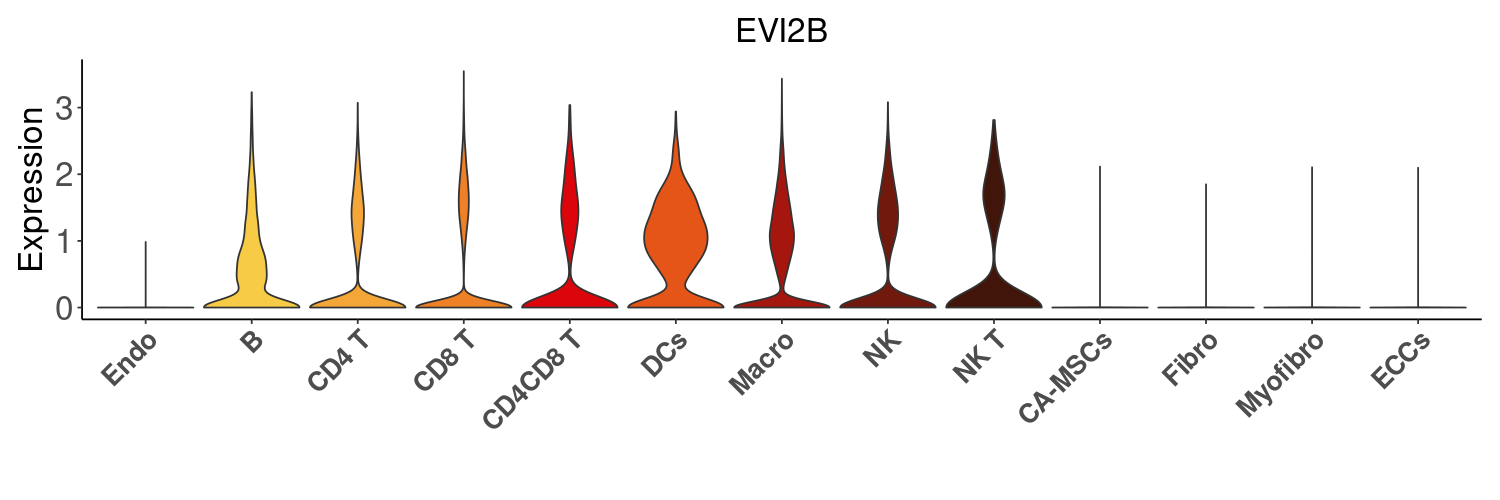 EVI2B
Expression
3
2
1
0
Endo
B
CD4 T
CD8 T
CD4CD8 T
DCs
Macro
NK
NK T
CA-MSCs
Fibro
Myofibro
ECCs